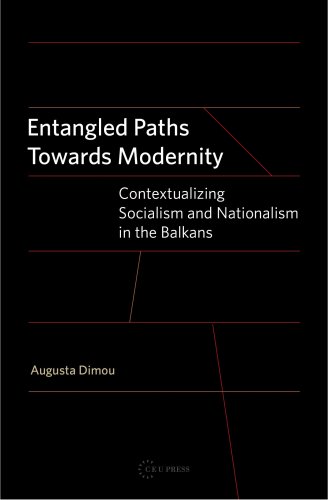 Entangled Paths
Towards Modernity
Contextualizing
Socialism and Nationalism
in the Balkans
Augusta Dimou
CEU PRESS